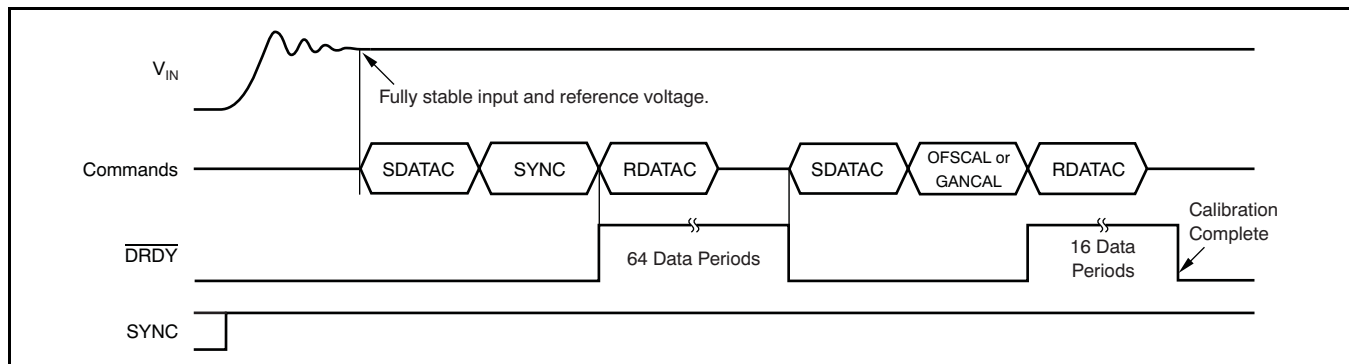 V_IN
Fully stable input and reference voltage.
Commands
SDATAC
SYNC
RDATAC
SDATAC
OFSCAL or
GANCAL
RDATAC
Calibration
Complete
DRDY
64 Data Periods
16 Data
Periods
SYNC